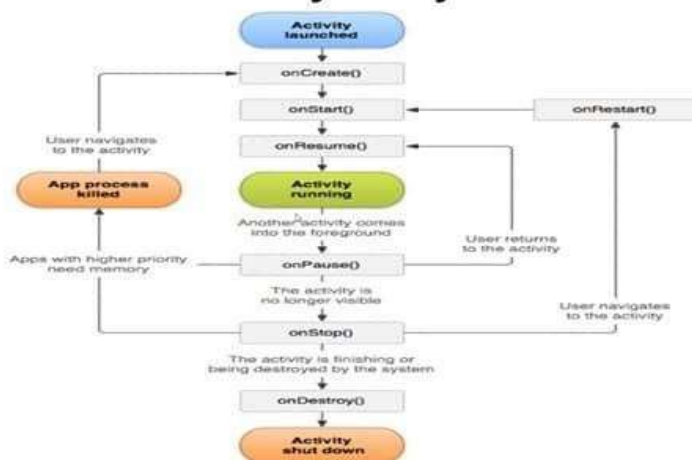 Activity
launched
onCreate()
onStart()
onRestart()
onResume()
User navigates
to the activity
App process
killed
Activity
running
Another activity comes
into the foreground
User returns
to the activity
Apps with higher priority
need memory
onPause()
The activity is
no longer visible
User navigates
to the activity
onStop()
The activity is finishing or
being destroyed by the system
onDestroy()
Activity
shut down